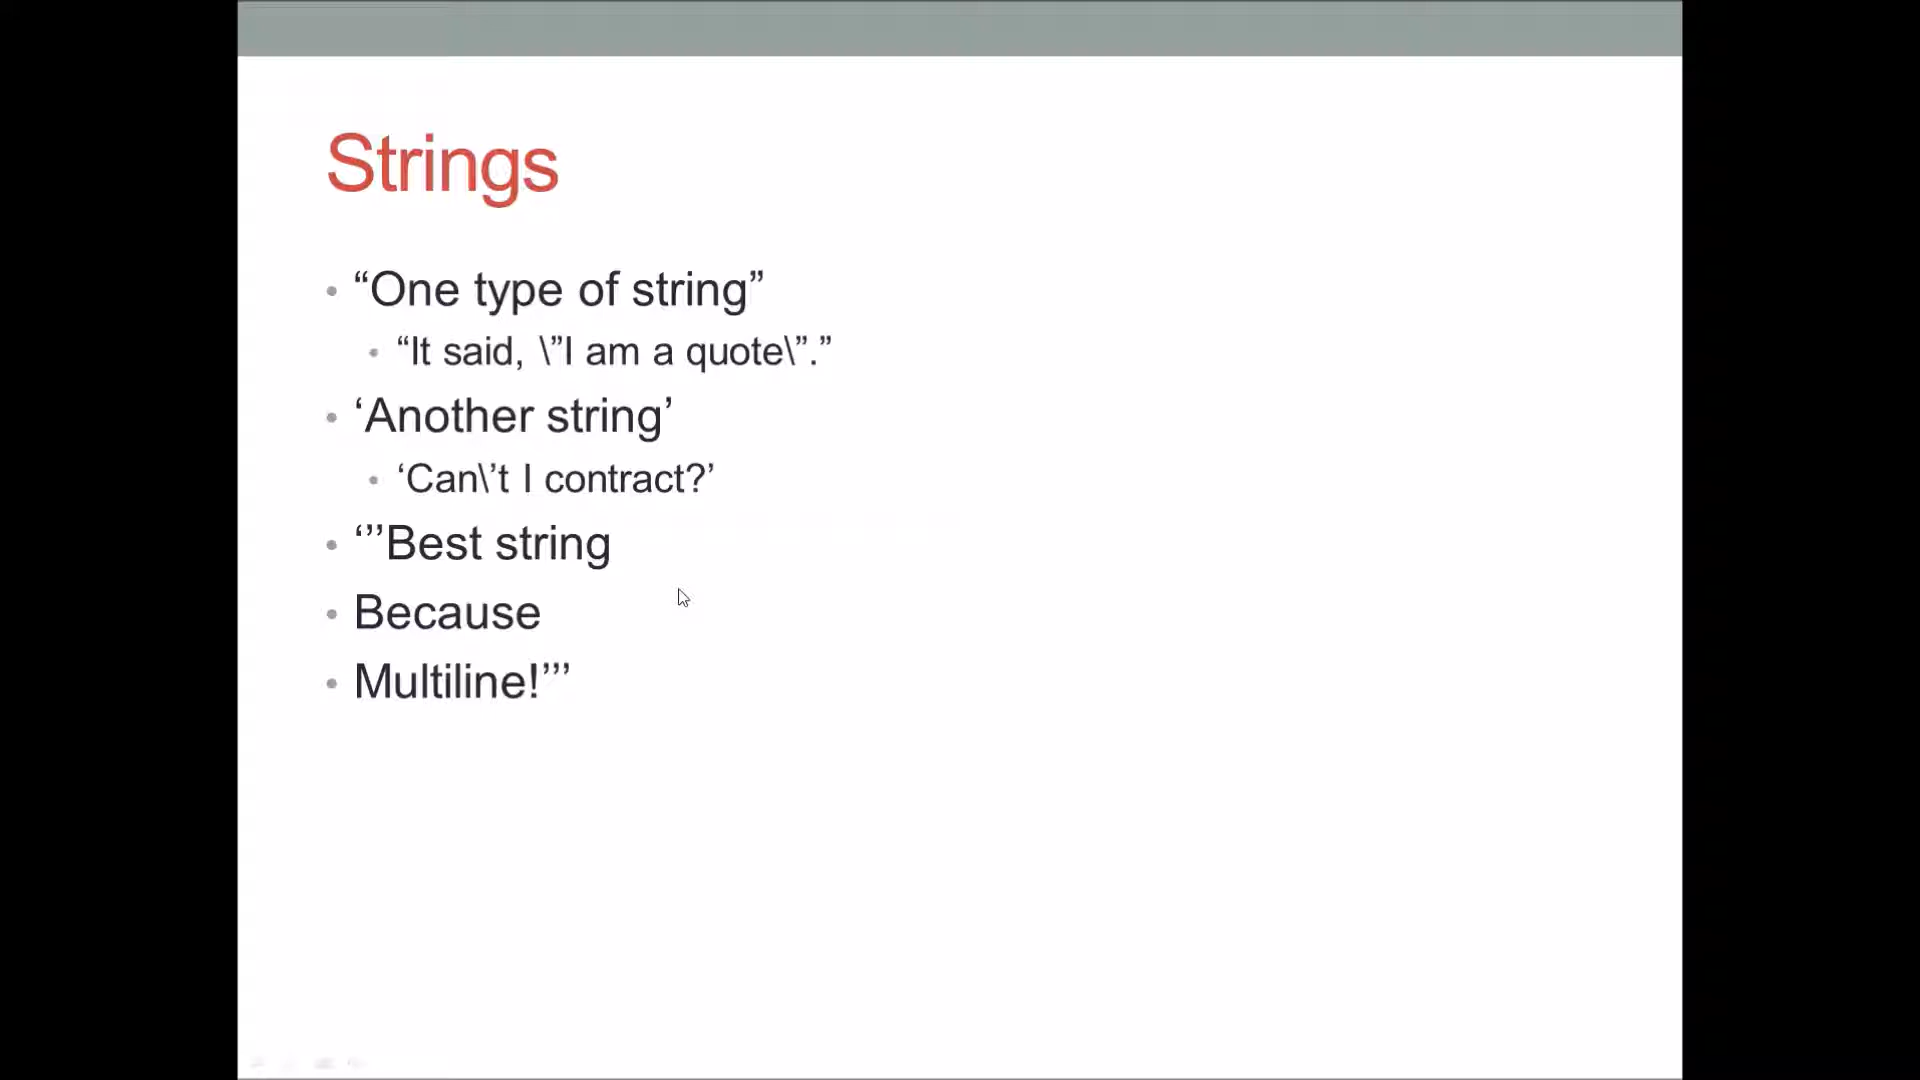 Strings
• “One type of string”
• “It said, \”I am a quote\”.”
• ‘Another string’
• ‘Can\’t I contract?’
• ‘’’Best string
• Because
• Multiline!’’’